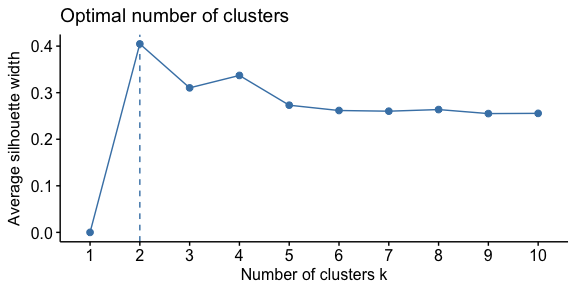 Optimal number of clusters
Average silhouette width
0.4
0.3
0.2
0.1
0.0
1 2 3 4 5 6 7 8 9 10
Number of clusters k